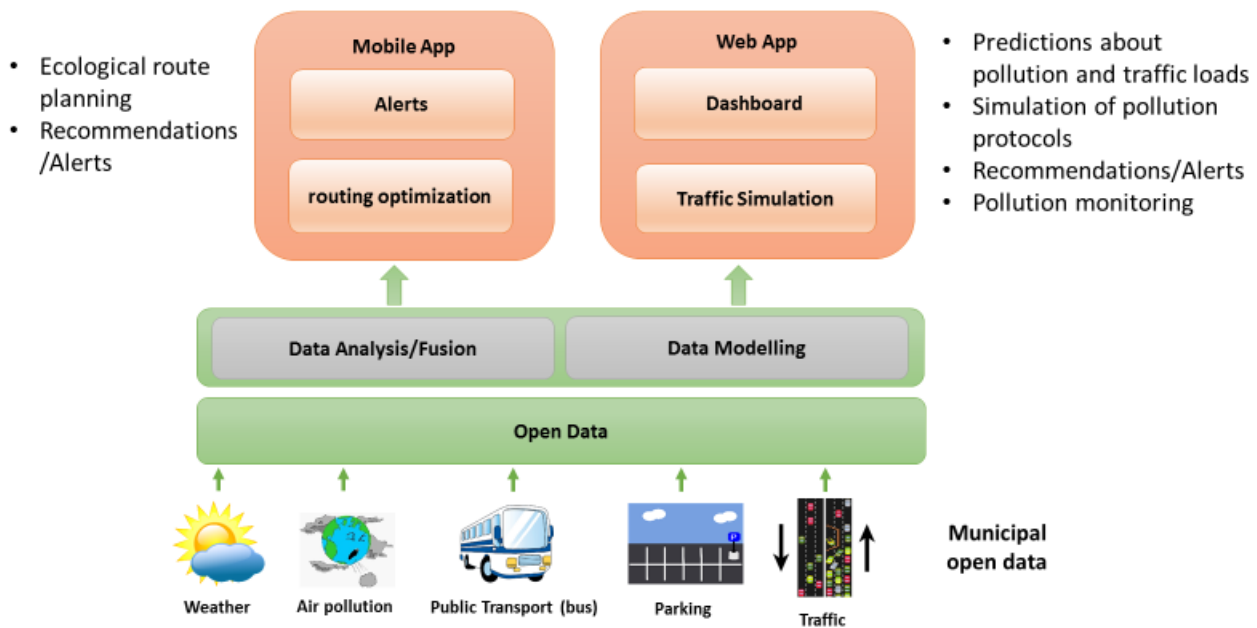 • Ecological route
planning
• Recommendations
/Alerts
Mobile App
Alerts
routing optimization
Web App
Dashboard
Traffic Simulation
• Predictions about
pollution and traffic loads
• Simulation of pollution
protocols
• Recommendations/Alerts
• Pollution monitoring
Data Analysis/Fusion
Data Modelling
Open Data
P
Weather
Air pollution
Public Transport (bus)
Parking
Traffic
Municipal
open data